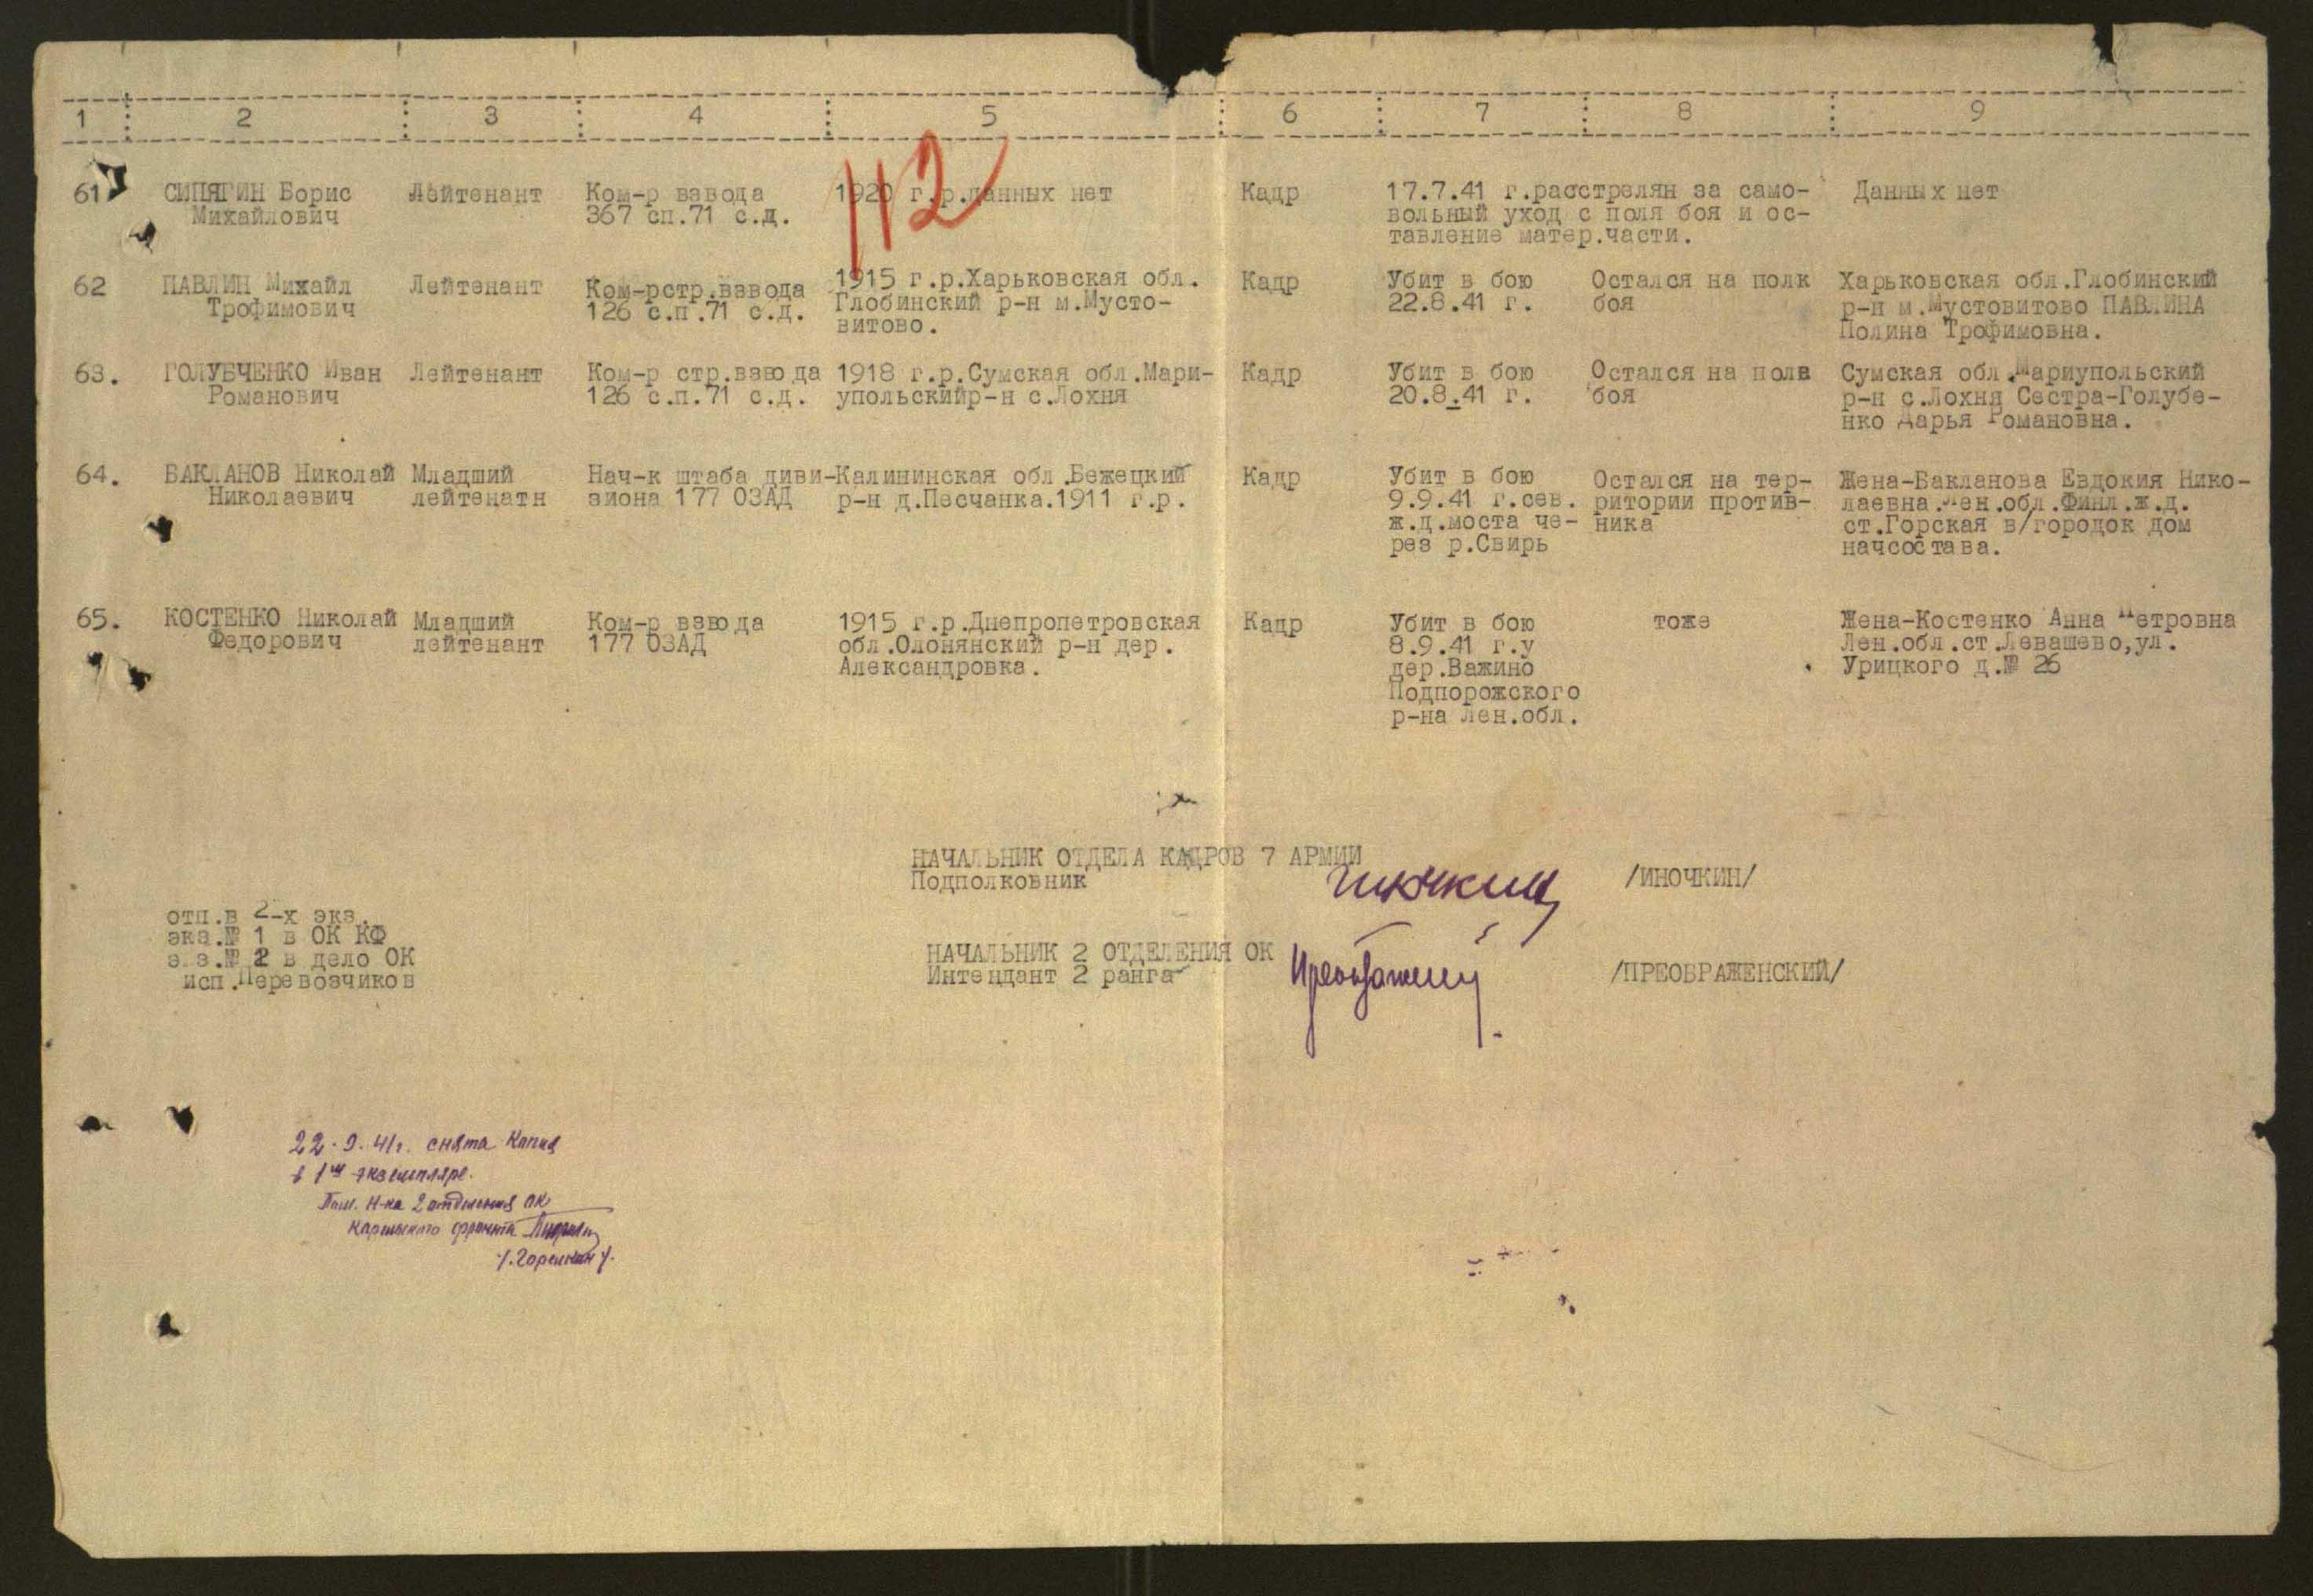 1 2 3 4 5 6 7 8 9
112
61 СИПЯГИН Борис Лейтенант Ком-р взвода 1920 г.р.данных нет Кадр 17.7.41 г.расстрелян за само- Данных нет
Михайлович 367 сп.71 с.д. вольный уход с поля боя и ос-
тавление матер.части.
62 ПАВЛИН Михаил Лейтенант Ком-рстр.взвода 1915 г.р.Харьковская обл. Кадр Убит в бою Остался на полк Харьковская обл.Глобинский
Трофимович 126 с.п.71 с.д. Глобинский р-н м.Мусто- 22.8.41 г. боя р-н м.Мустовитово ПАВЛИНА
витово. Полина Трофимовна.
63. ГОЛУБЧЕНКО Иван Лейтенант Ком-р стр.взвода 1918 г.р.Сумская обл.Мари- Кадр Убит в бою Остался на поле Сумская обл.Мариупольский
Романович 126 с.п.71 с.д. упольскийр-н с.Лохня 20.8.41 г. боя р-н с.Лохня Сестра-Голубе-
нко Дарья Романовна.
64. БАКЛАНОВ Николай Младший Нач-к штаба диви- Калининская обл.Бежецкий Кадр Убит в бою Остался на тер- Жена-Бакланова Евдокия Нико-
Николаевич лейтенатн зиона 177 ОЗАД р-н д.Песчанка.1911 г.р. 9.9.41 г.сев. ритории против- лаевна.Лен.обл.Финл.ж.д.
ж.д.моста че- ника ст.Горская в/городок дом
рез р.Свирь начсостава.
65. КОСТЕНКО Николай Младший Ком-р взвода 1915 г.р.Днепропетровская Кадр Убит в бою тоже Жена-Костенко Анна Петровна
Федорович лейтенант 177 ОЗАД обл.Олонянский р-н дер. 8.9.41 г.у Лен.обл.ст.Левашево,ул.
Александровка. дер.Важино Урицкого д.№ 26
Подпорожского
р-на Лен.обл.
НАЧАЛЬНИК ОТДЕЛА КАДРОВ 7 АРМИИ
Подполковник Иночкин /ИНОЧКИН/
отп.в 2-х экз.
экз.№ 1 в ОК КФ
э з.№ 2 в дело ОК
исп.Перевозчиков
НАЧАЛЬНИК 2 ОТДЕЛЕНИЯ ОК
Интендант 2 ранга /ПРЕОБРАЖЕНСКИЙ/
22.9.41г. снята копия
в 1ом экземпляре.
Пом. Н-ка 2 отделения ОК
Карельского фронта
/.Горелкин/.